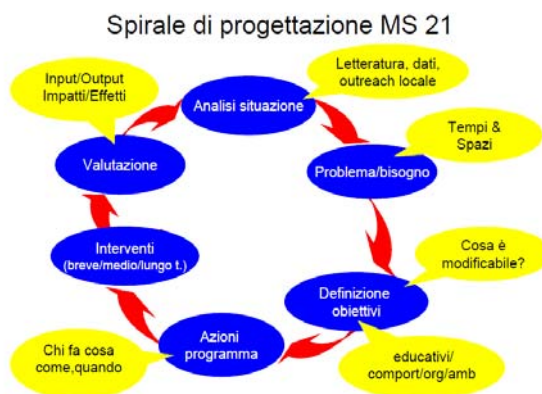 Spirale di progettazione MS 21
Input/Output
Impatti/Effetti
Analisi situazione
Letteratura, dati,
outreach locale
Valutazione
Problema/bisogno
Tempi &
Spazi
Interventi
(breve/medio/lungo t.)
Cosa è
modificabile?
Definizione
obiettivi
Azioni
programma
Chi fa cosa
come,quando
educativi/
comport/org/amb